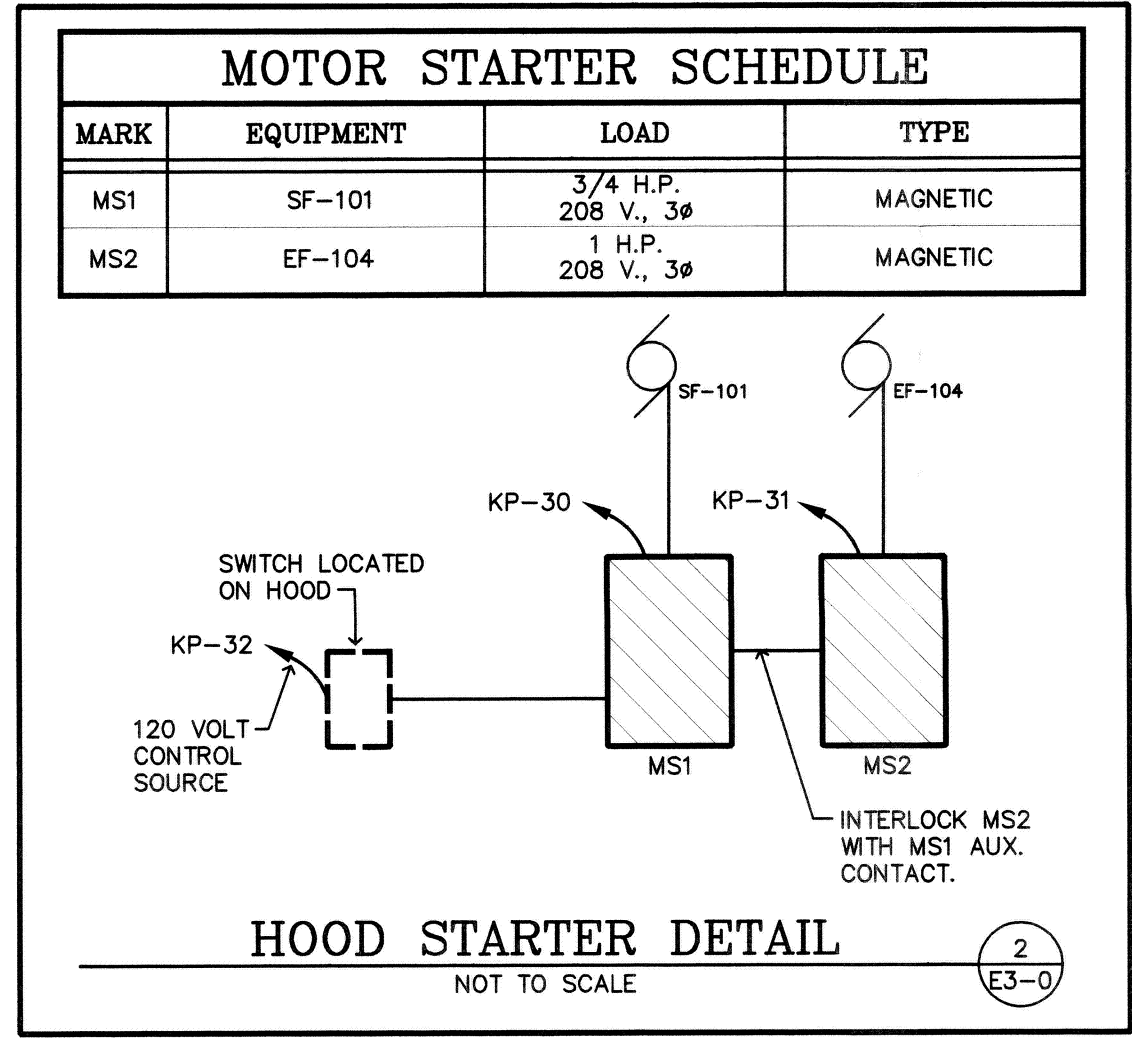 MOTOR STARTER SCHEDULE
MARK EQUIPMENT LOAD TYPE
MS1 SF-101 3/4 H.P. MAGNETIC
208 V., 3ø
MS2 EF-104 1 H.P. MAGNETIC
208 V., 3ø
SF-101
EF-104
KP-30
KP-31
SWITCH LOCATED
ON HOOD
KP-32
120 VOLT
CONTROL
SOURCE
MS1
MS2
INTERLOCK MS2
WITH MS1 AUX.
CONTACT.
HOOD STARTER DETAIL
NOT TO SCALE
2
E3-0